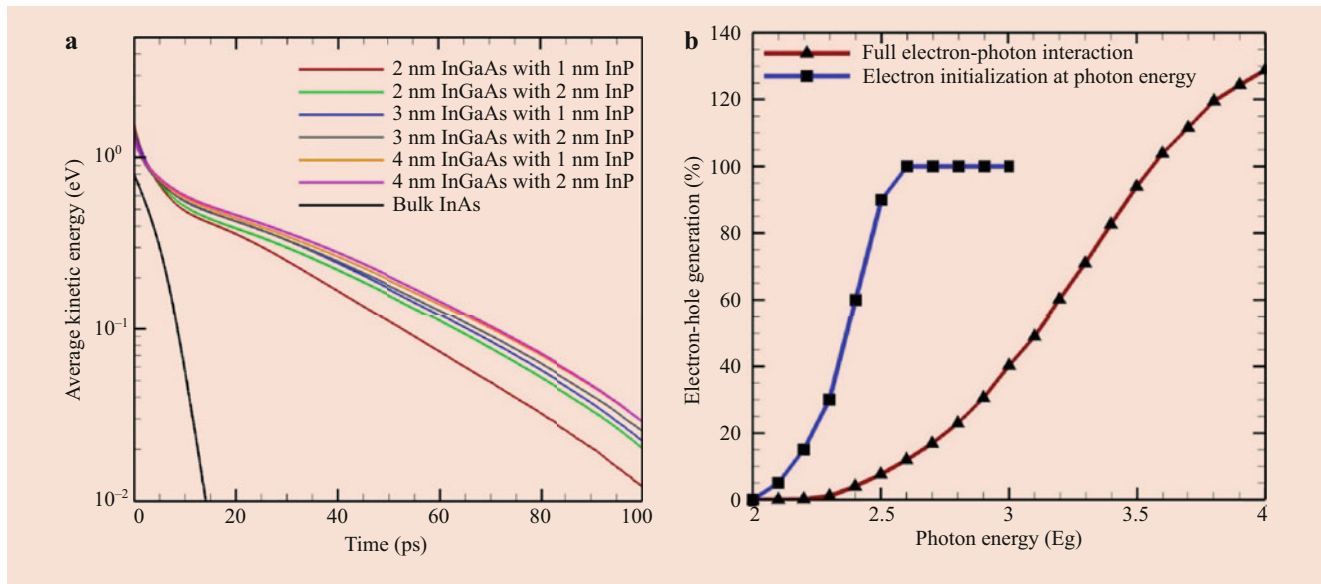 a
Average kinetic energy (eV)
10⁰
10⁻¹
10⁻²
2 nm InGaAs with 1 nm InP
2 nm InGaAs with 2 nm InP
3 nm InGaAs with 1 nm InP
3 nm InGaAs with 2 nm InP
4 nm InGaAs with 1 nm InP
4 nm InGaAs with 2 nm InP
Bulk InAs
0 20 40 60 80 100
Time (ps)
b
Electron-hole generation (%)
140
120
100
80
60
40
20
0
Full electron-photon interaction
Electron initialization at photon energy
2 2.5 3 3.5 4
Photon energy (Eg)